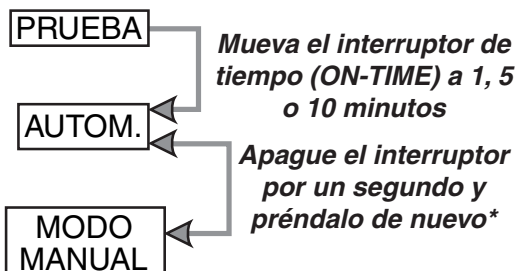 PRUEBA
Mueva el interruptor de
tiempo (ON-TIME) a 1, 5
o 10 minutos
AUTOM.
Apague el interruptor
por un segundo y
préndalo de nuevo*
MODO
MANUAL